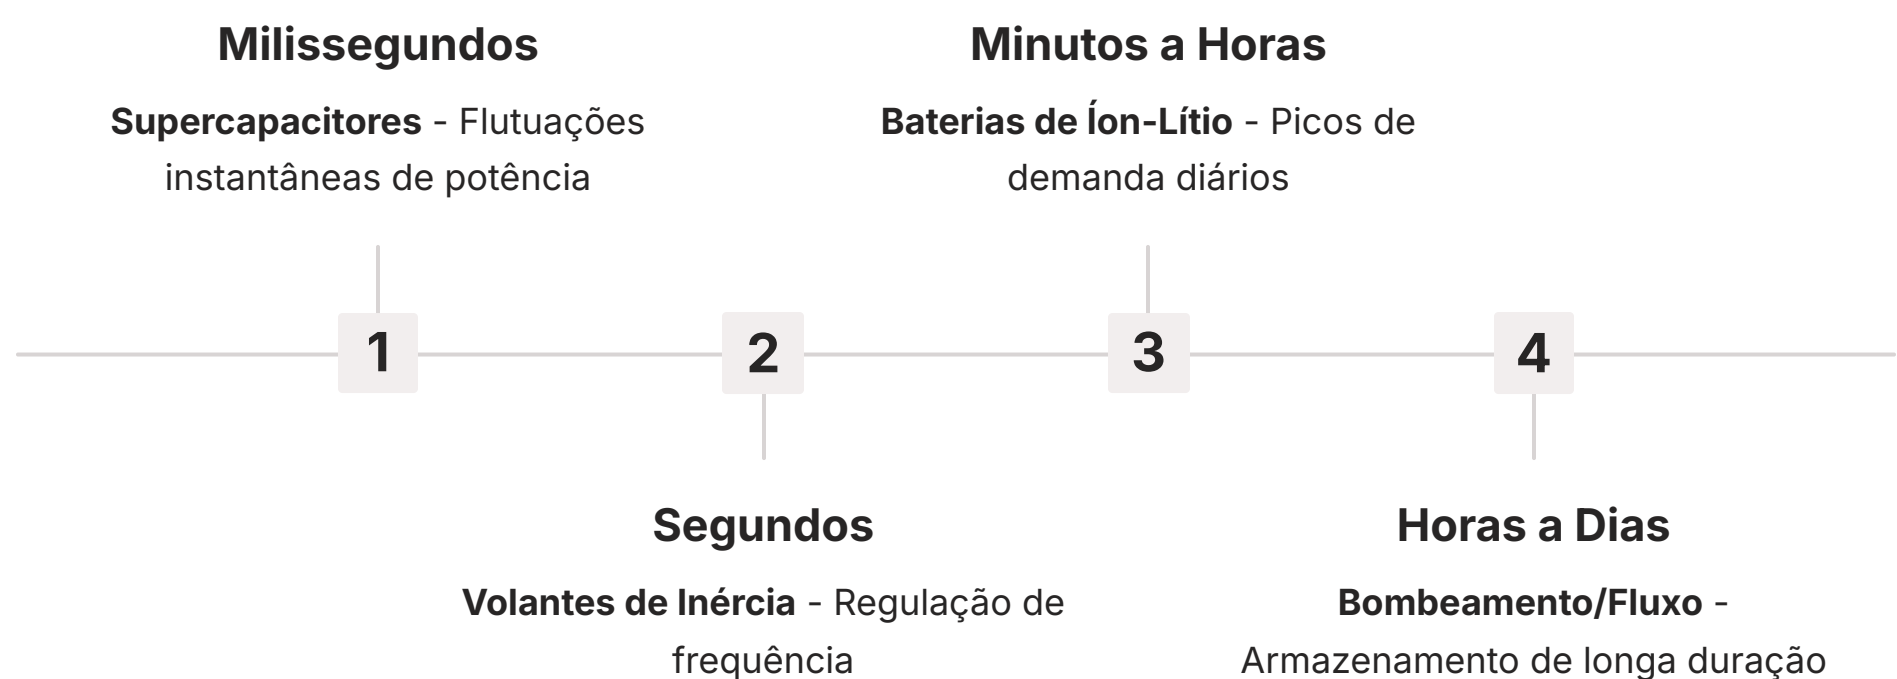 Milissegundos
Supercapacitores - Flutuações
instantâneas de potência
Minutos a Horas
Baterias de Íon-Lítio - Picos de
demanda diários
1
2
3
4
Segundos
Volantes de Inércia - Regulação de
frequência
Horas a Dias
Bombeamento/Fluxo -
Armazenamento de longa duração